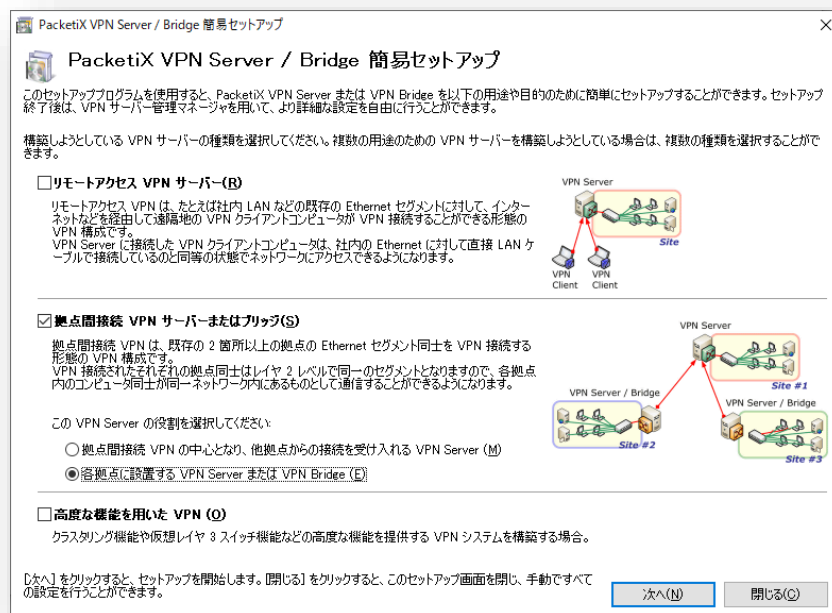 PacketiX VPN Server / Bridge 簡易セットアップ
PacketiX VPN Server / Bridge 簡易セットアップ
このセットアッププログラムを使用すると、PacketiX VPN Server または VPN Bridge を以下の用途や目的のために簡単にセットアップすることができます。セットアップ
終了後は、VPN サーバー管理マネージャを用いて、より詳細な設定を自由に行うことができます。
構築しようとしている VPN サーバーの種類を選択してください。複数の用途のための VPN サーバーを構築しようとしている場合は、複数の種類を選択することがで
きます。
リモートアクセス VPN サーバー(R)
リモートアクセス VPN は、たとえば社内 LAN などの既存の Ethernet セグメントに対して、インター
ネットなどを経由して遠隔地の VPN クライアントコンピュータが VPN 接続することができる形態の
VPN 構成です。
VPN Server に接続した VPN クライアントコンピュータは、社内の Ethernet に対して直接 LAN ケ
ーブルで接続しているのと同等の状態でネットワークにアクセスできるようになります。
VPN Server
Site
VPN Client
VPN Client
拠点間接続 VPN サーバーまたはブリッジ(S)
拠点間接続 VPN は、既存の 2 箇所以上の拠点の Ethernet セグメント同士を VPN 接続する
形態の VPN 構成です。
VPN 接続されたそれぞれの拠点同士はレイヤ 2 レベルで同一のセグメントとなりますので、各拠点
内のコンピュータ同士が同一ネットワーク内にあるものとして通信することができるようになります。
この VPN Server の役割を選択してください:
拠点間接続 VPN の中心となり、他拠点からの接続を受け入れる VPN Server (M)
各拠点に設置する VPN Server または VPN Bridge (E)
VPN Server
Site #1
VPN Server / Bridge
Site #2
VPN Server / Bridge
Site #3
高度な機能を用いた VPN (O)
クラスタリング機能や仮想レイヤ 3 スイッチ機能などの高度な機能を提供する VPN システムを構築する場合。
[次へ] をクリックすると、セットアップを開始します。[閉じる] をクリックすると、このセットアップ画面を閉じ、手動ですべて
の設定を行うことができます。
次へ(N)
閉じる(C)